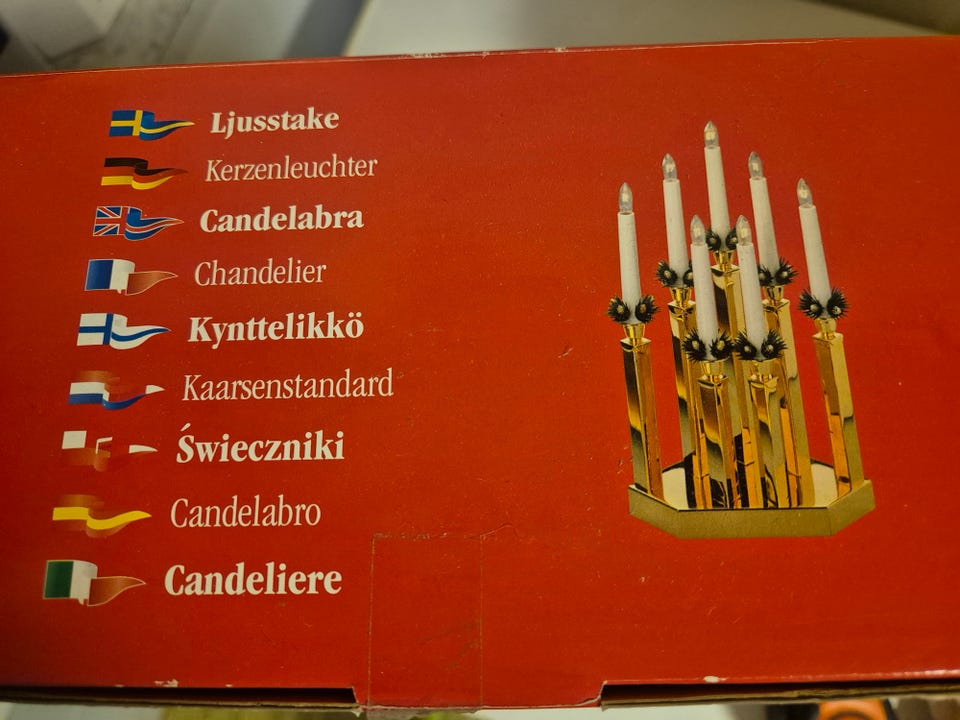 Ljusstake
Kerzenleuchter
Candelabra
Chandelier
Kynttelikkö
Kaarsenstandard
Świeczniki
Candelabro
Candeliere